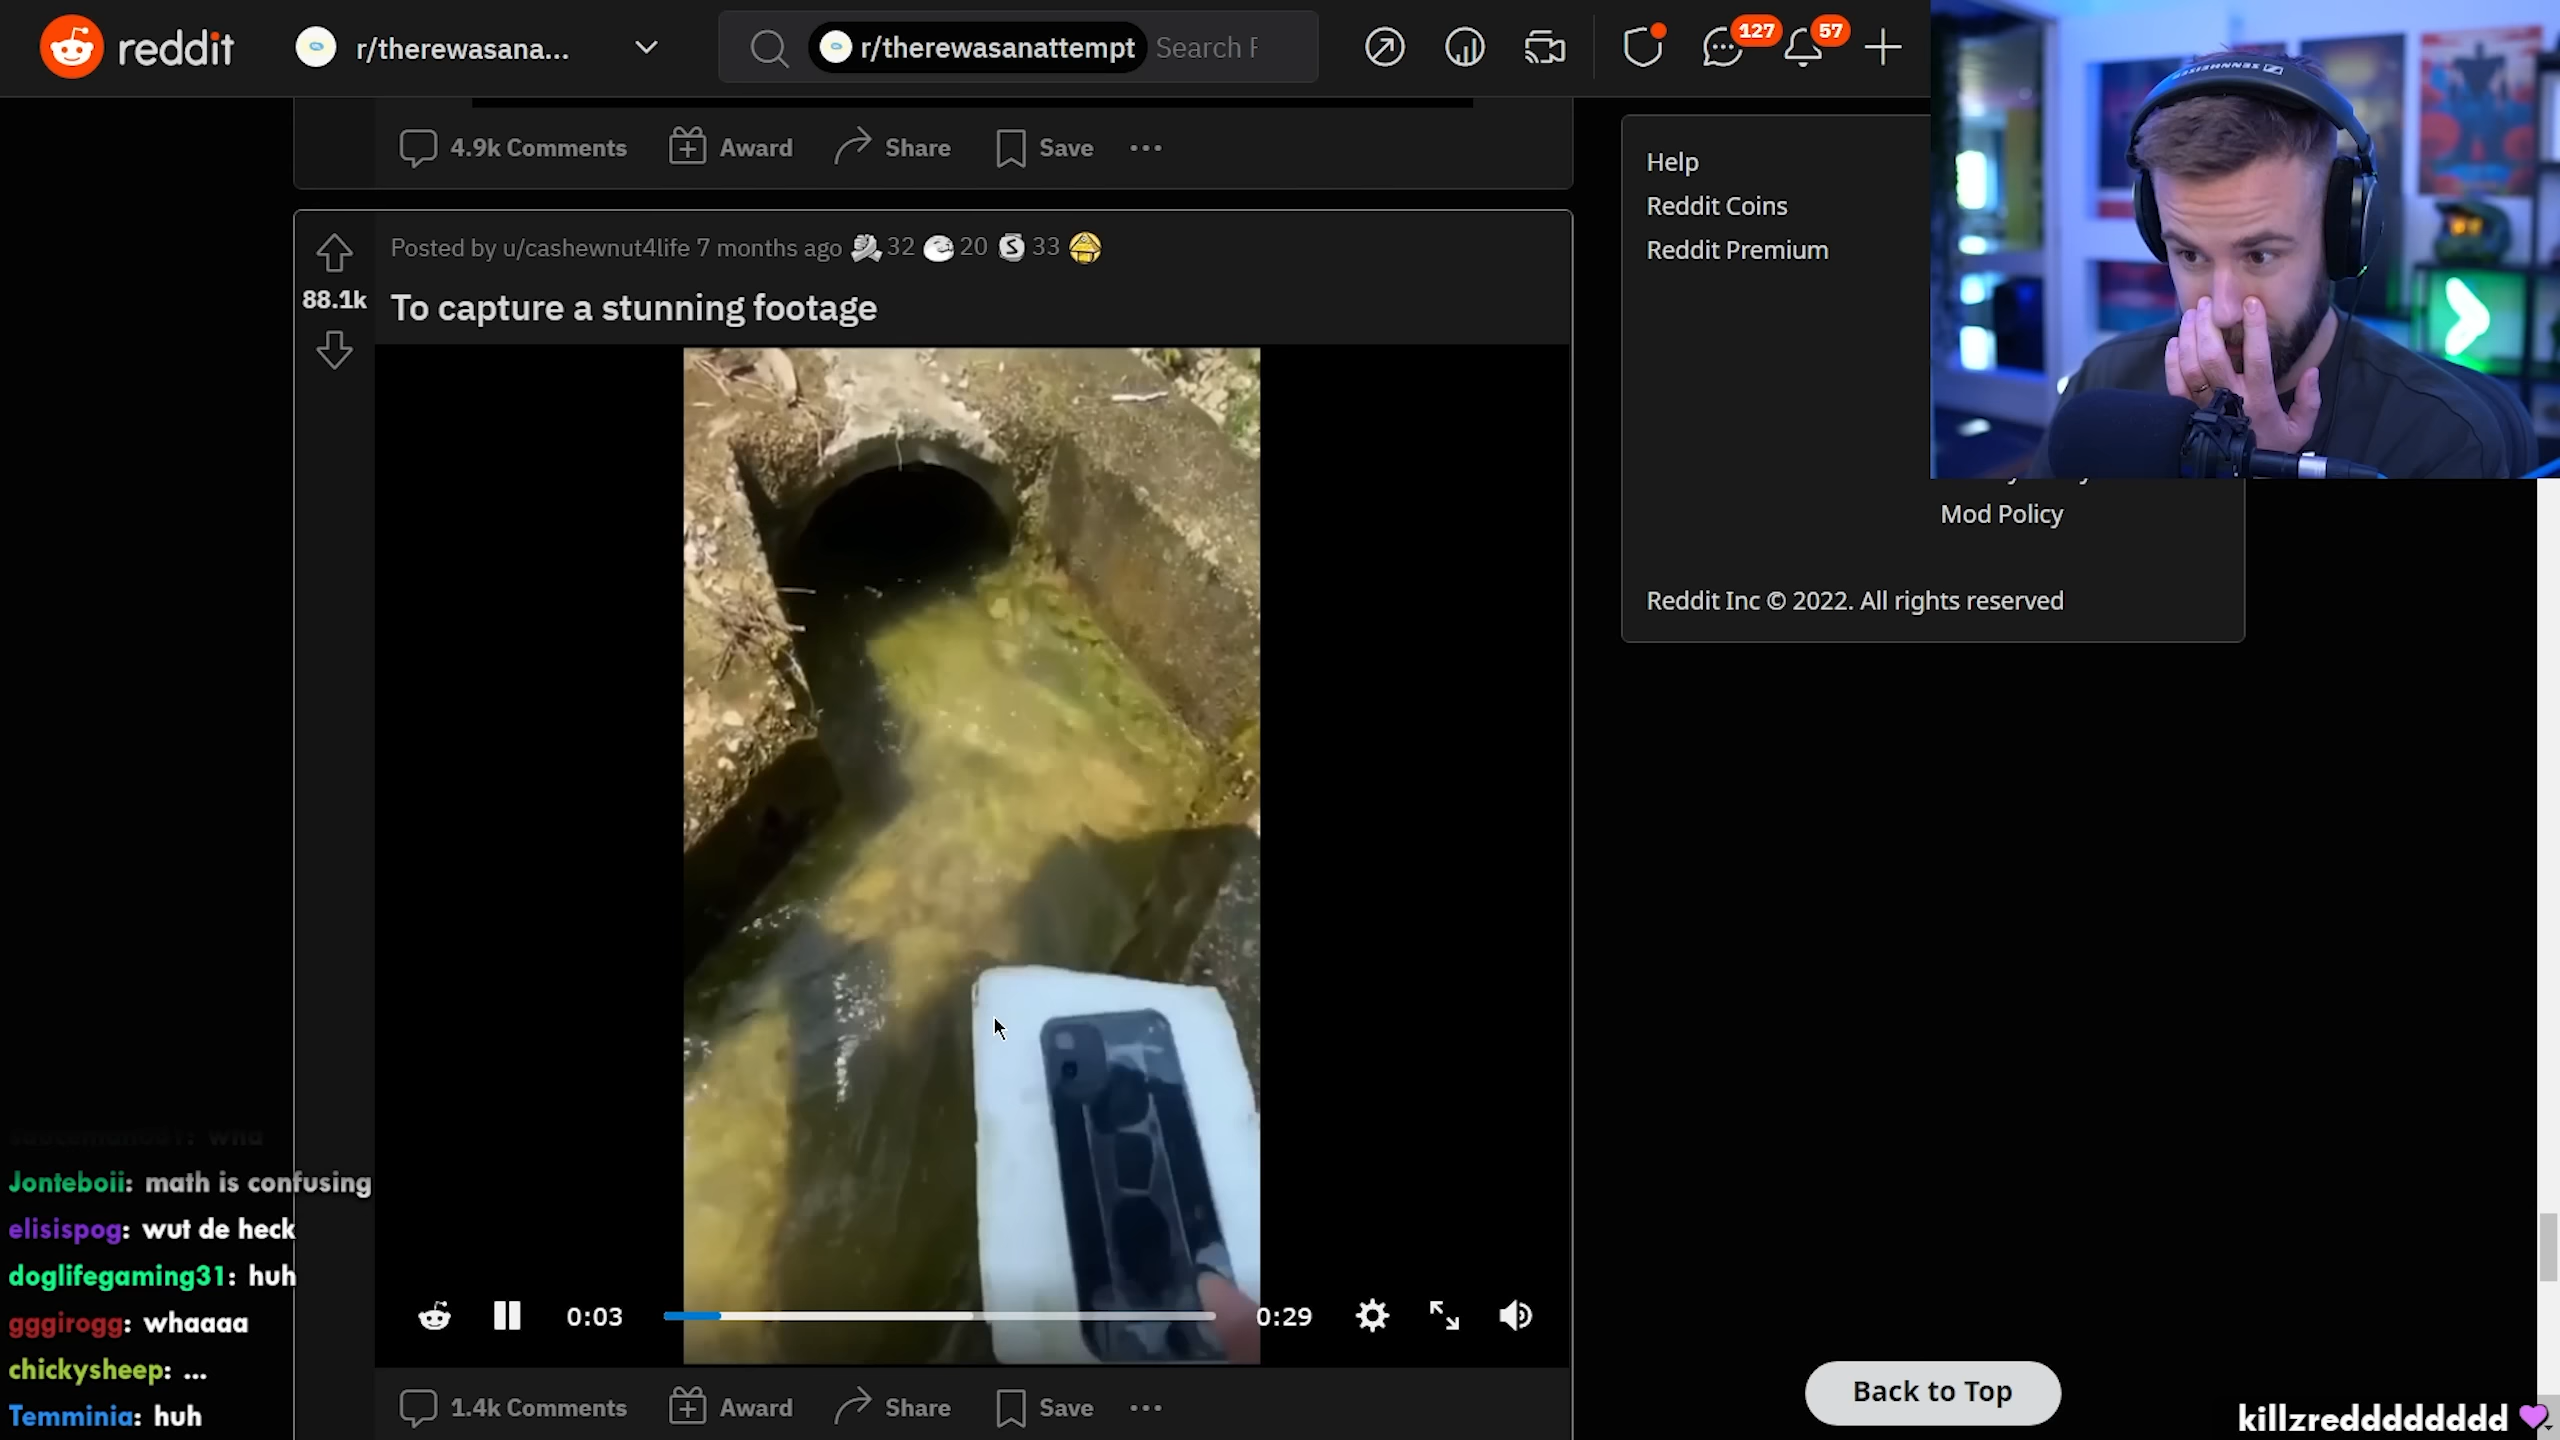 reddit
r/therewasana...
r/therewasanattempt
Search F
127
57
SENNHEISER
4.9k Comments
Award
Share
Save
Help
Reddit Coins
Reddit Premium
Mod Policy
Reddit Inc © 2022. All rights reserved
Posted by u/cashewnut4life 7 months ago
32
20
S
33
88.1k
To capture a stunning footage
0:03
0:29
1.4k Comments
Award
Share
Save
Back to Top
Jonteboii: math is confusing
elisispog: wut de heck
doglifegaming31: huh
gggirogg: whaaaa
chickysheep: ...
Temminia: huh
killzredddddddd